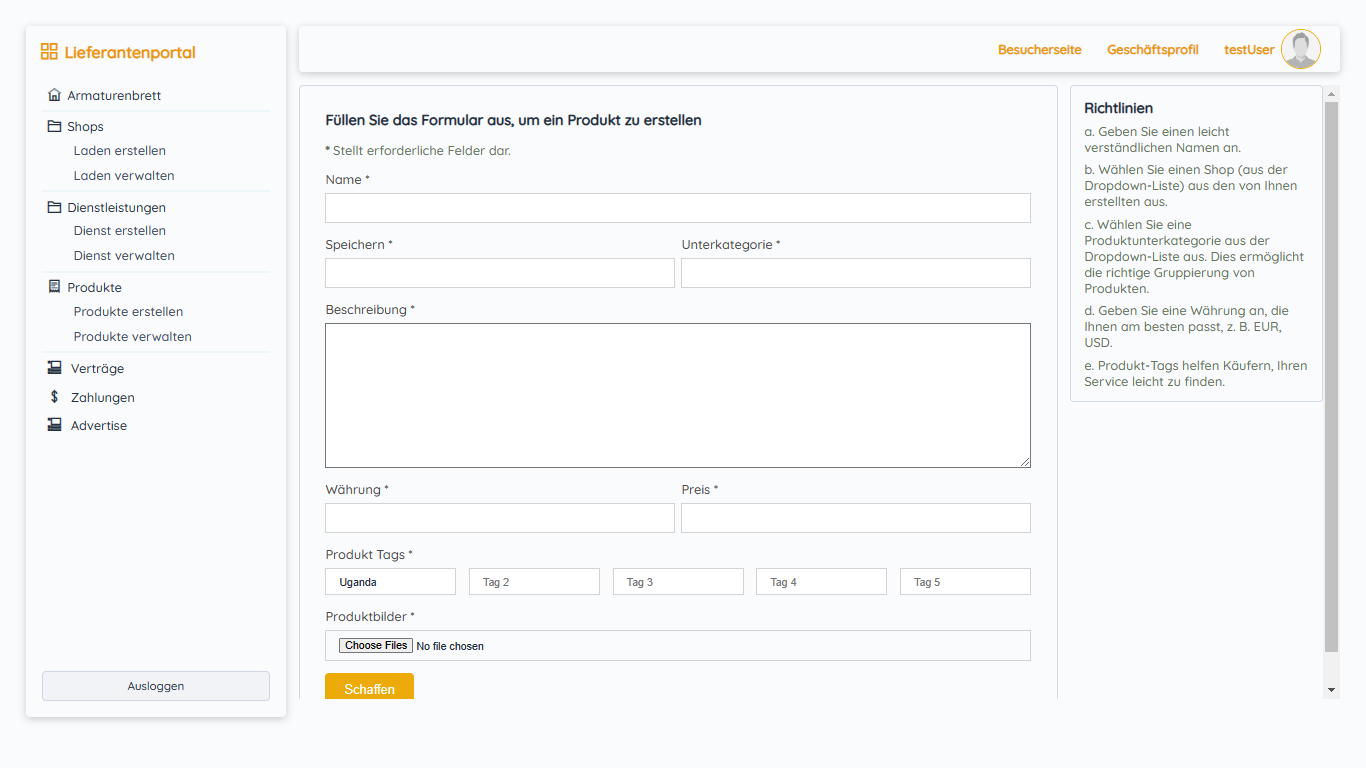 Lieferantenportal
Armaturenbrett
Shops
Laden erstellen
Laden verwalten
Dienstleistungen
Dienst erstellen
Dienst verwalten
Produkte
Produkte erstellen
Produkte verwalten
Verträge
Zahlungen
Advertise
Ausloggen
Besucherseite Geschäftsprofil testUser
Füllen Sie das Formular aus, um ein Produkt zu erstellen
* Stellt erforderliche Felder dar.
Name *
Speichern * Unterkategorie *
Beschreibung *
Währung * Preis *
Produkt Tags *
Uganda Tag 2 Tag 3 Tag 4 Tag 5
Produktbilder *
Choose Files No file chosen
Schaffen
Richtlinien
a. Geben Sie einen leicht
verständlichen Namen an.
b. Wählen Sie einen Shop (aus der
Dropdown-Liste) aus den von Ihnen
erstellten aus.
c. Wählen Sie eine
Produktunterkategorie aus der
Dropdown-Liste aus. Dies ermöglicht
die richtige Gruppierung von
Produkten.
d. Geben Sie eine Währung an, die
Ihnen am besten passt, z. B. EUR,
USD.
e. Produkt-Tags helfen Käufern, Ihren
Service leicht zu finden.